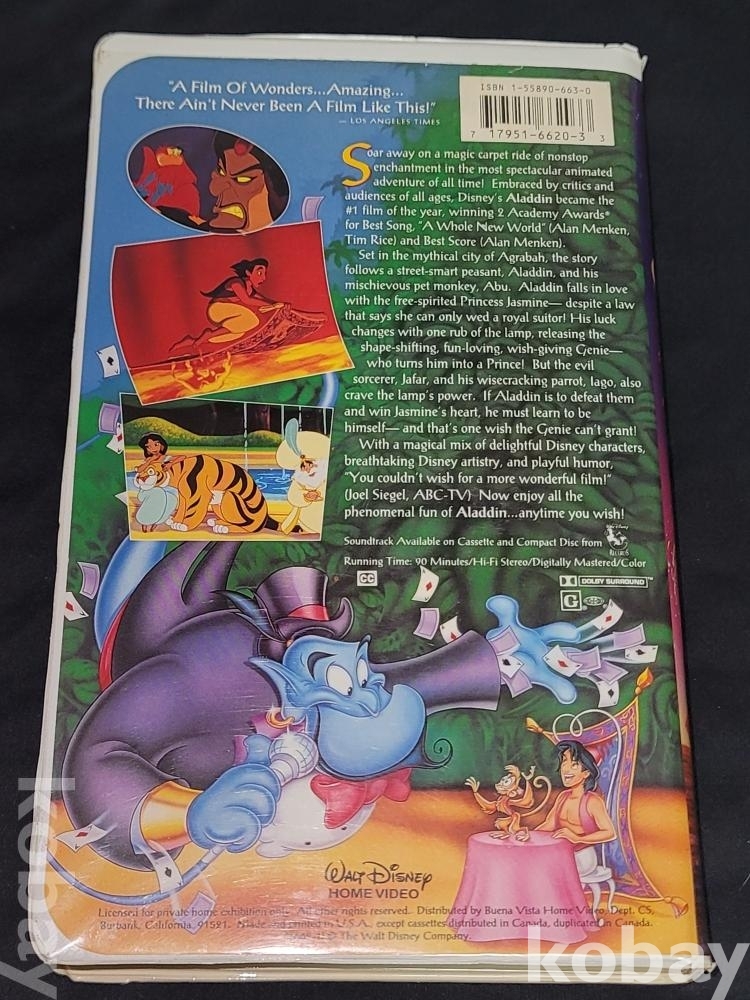 "A Film Of Wonders...Amazing...
There Ain't Never Been A Film Like This!"
— LOS ANGELES TIMES
ISBN 1-55890-663-0
7 17951-6620-3 3
Soar away on a magic carpet ride of nonstop
enchantment in the most spectacular animated
adventure of all time! Embraced by critics and
audiences of all ages, Disney's Aladdin became the
#1 film of the year, winning 2 Academy Awards®
for Best Song, "A Whole New World" (Alan Menken,
Tim Rice) and Best Score (Alan Menken).
Set in the mythical city of Agrabah, the story
follows a street-smart peasant, Aladdin, and his
mischievous pet monkey, Abu. Aladdin falls in love
with the free-spirited Princess Jasmine— despite a law
that says she can only wed a royal suitor! His luck
changes with one rub of the lamp, releasing the
shape-shifting, fun-loving, wish-giving Genie—
who turns him into a Prince! But the evil
sorcerer, Jafar, and his wisecracking parrot, Iago, also
crave the lamp's power. If Aladdin is to defeat them
and win Jasmine's heart, he must learn to be
himself— and that's one wish the Genie can't grant!
With a magical mix of delightful Disney characters,
breathtaking Disney artistry, and playful humor,
"You couldn't wish for a more wonderful film!"
(Joel Siegel, ABC-TV) Now enjoy all the
phenomenal fun of Aladdin...anytime you wish!
Soundtrack Available on Cassette and Compact Disc from
Walt Disney
RECORDS
Running Time: 90 Minutes/Hi-Fi Stereo/Digitally Mastered/Color
CC
DOLBY SURROUND™
G
WALT DISNEY
HOME VIDEO
Licensed for private home exhibition only. All other rights reserved. Distributed by Buena Vista Home Video, Dept. CS,
Burbank, California, 91521. Made and printed in U.S.A., except cassettes distributed in Canada, duplicated in Canada.
© The Walt Disney Company.
kobay
kobay